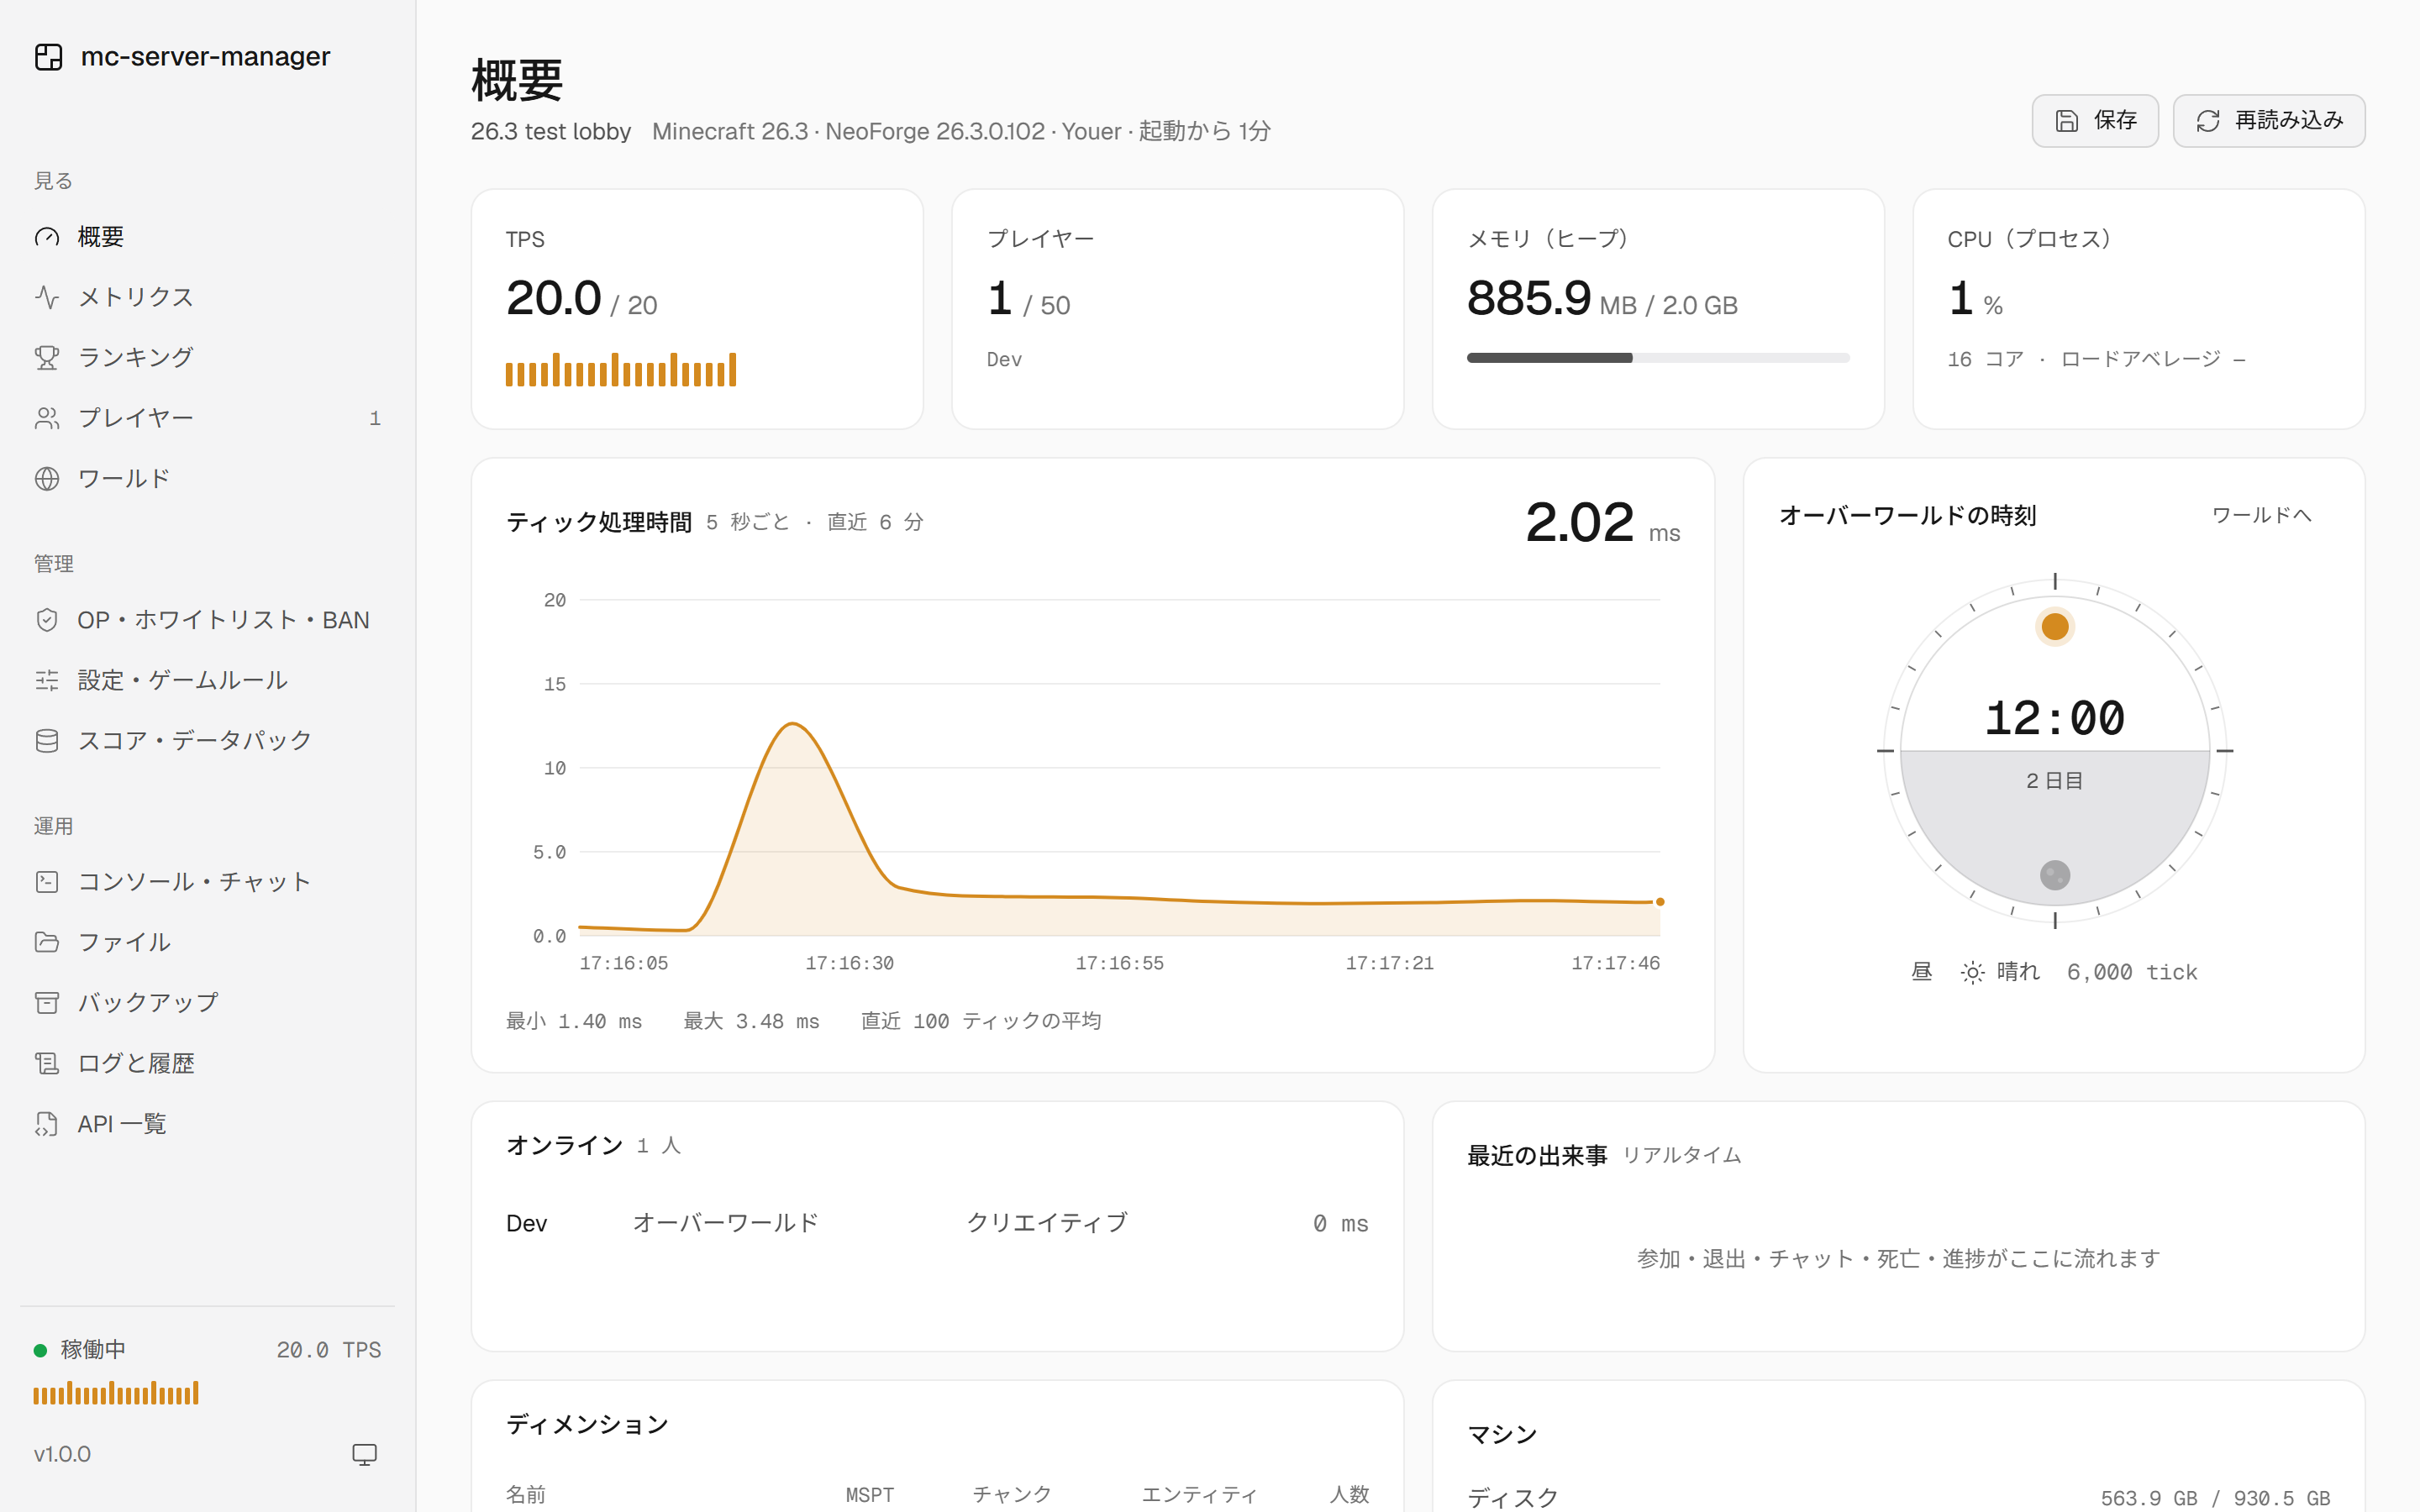 mc-server-manager
見る
概要
メトリクス
ランキング
プレイヤー 1
ワールド
管理
OP・ホワイトリスト・BAN
設定・ゲームルール
スコア・データパック
運用
コンソール・チャット
ファイル
バックアップ
ログと履歴
API 一覧
稼働中 20.0 TPS
v1.0.0
概要
26.3 test lobby Minecraft 26.3 · NeoForge 26.3.0.102 · Youer · 起動から 1分
保存 再読み込み
TPS
20.0 / 20
プレイヤー
1 / 50
Dev
メモリ（ヒープ）
885.9 MB / 2.0 GB
CPU（プロセス）
1 %
16 コア · ロードアベレージ –
ティック処理時間 5 秒ごと · 直近 6 分 2.02 ms
20
15
10
5.0
0.0
17:16:05 17:16:30 17:16:55 17:17:21 17:17:46
最小 1.40 ms 最大 3.48 ms 直近 100 ティックの平均
オーバーワールドの時刻 ワールドへ
12:00
2 日目
昼 晴れ 6,000 tick
オンライン 1 人
Dev オーバーワールド クリエイティブ 0 ms
最近の出来事 リアルタイム
参加・退出・チャット・死亡・進捗がここに流れます
ディメンション
名前 MSPT チャンク エンティティ 人数
マシン
ディスク 563.9 GB / 930.5 GB